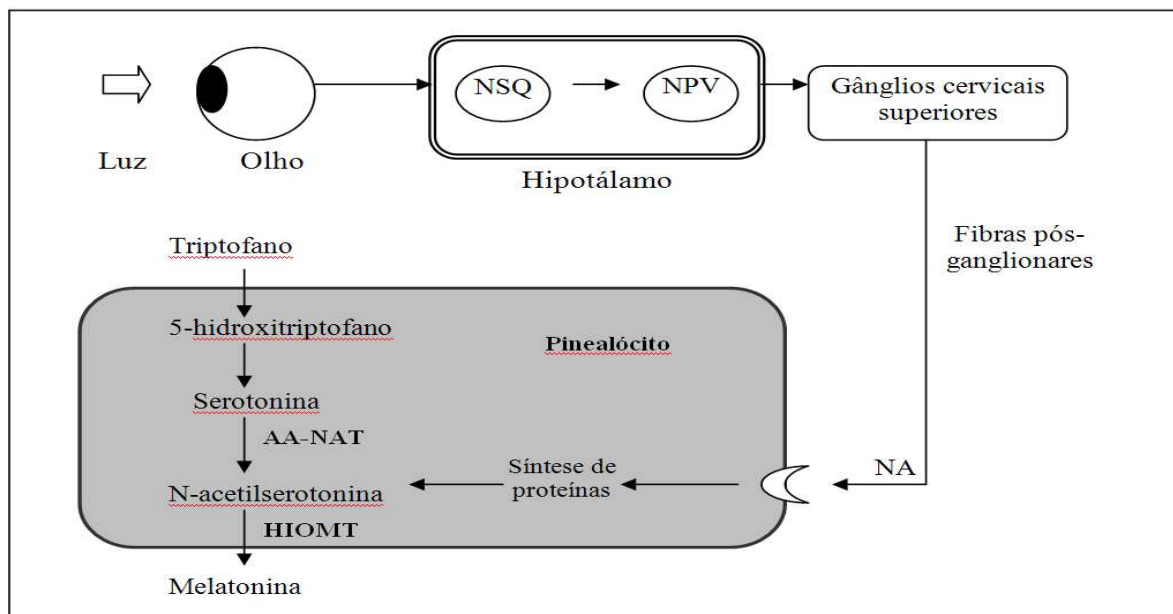 NSQ
NPV
Gânglios cervicais
superiores
Luz
Olho
Hipotálamo
Fibras pós-
ganglionares
Triptofano
5-hidroxitriptofano
Pinealócito
Serotonina
AA-NAT
NA
Síntese de
proteínas
N-acetilserotonina
HIOMT
Melatonina